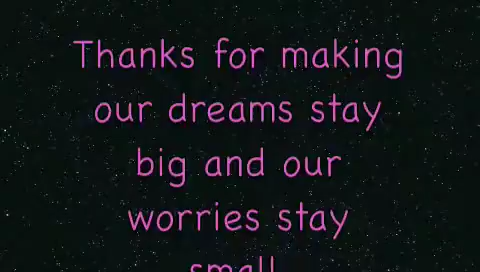 Thanks for making
our dreams stay
big and our
worries stay
small